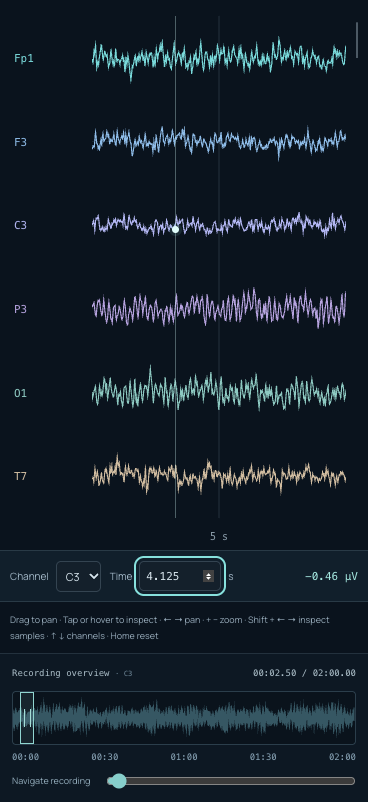 Fp1
F3
C3
P3
O1
T7
5 s
Channel C3 Time 4.125 s −0.46 µV
Drag to pan · Tap or hover to inspect · ← → pan · + − zoom · Shift + ← → inspect
samples · ↑ ↓ channels · Home reset
Recording overview · C3 00:02.50 / 02:00.00
00:00 00:30 01:00 01:30 02:00
Navigate recording